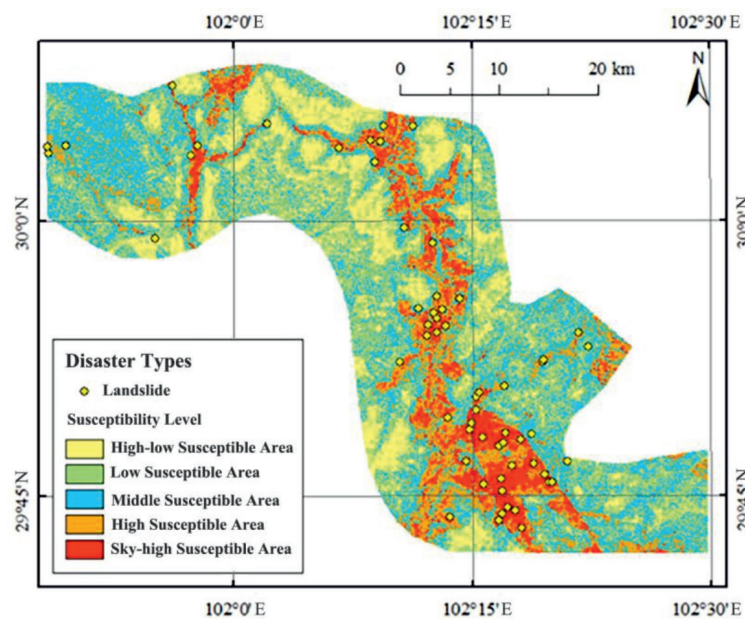 102°0′E 102°15′E 102°30′E
N
0 5 10 20 km
30°0′N 30°0′N
Disaster Types
Landslide
Susceptibility Level
High-low Susceptible Area
Low Susceptible Area
Middle Susceptible Area
High Susceptible Area
Sky-high Susceptible Area
29°45′N 29°45′N
102°0′E 102°15′E 102°30′E